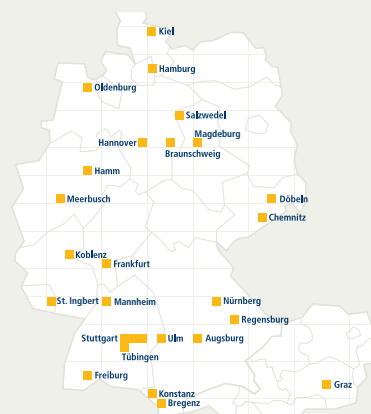 Kiel
Hamburg
Oldenburg
Salzwedel
Magdeburg
Hannover
Braunschweig
Hamm
Meerbusch
Döbeln
Chemnitz
Koblenz
Frankfurt
St. Ingbert
Mannheim
Nürnberg
Regensburg
Stuttgart
Ulm
Augsburg
Tübingen
Freiburg
Graz
Konstanz
Bregenz